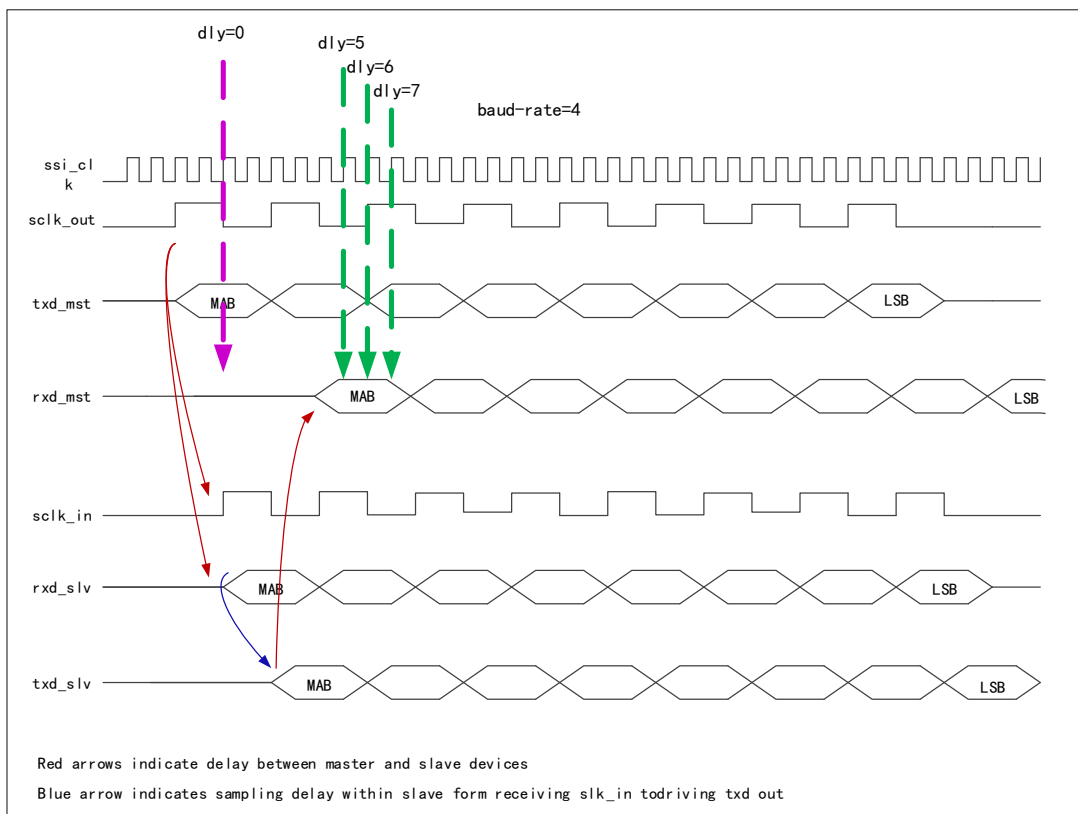 dly=0
dly=5
dly=6
dly=7
baud-rate=4
ssi_cl
k
sclk_out
txd_mst
MAB
LSB
rxd_mst
MAB
LSB
sclk_in
rxd_slv
MAB
LSB
txd_slv
MAB
LSB
Red arrows indicate delay between master and slave devices
Blue arrow indicates sampling delay within slave form receiving slk_in todriving txd out